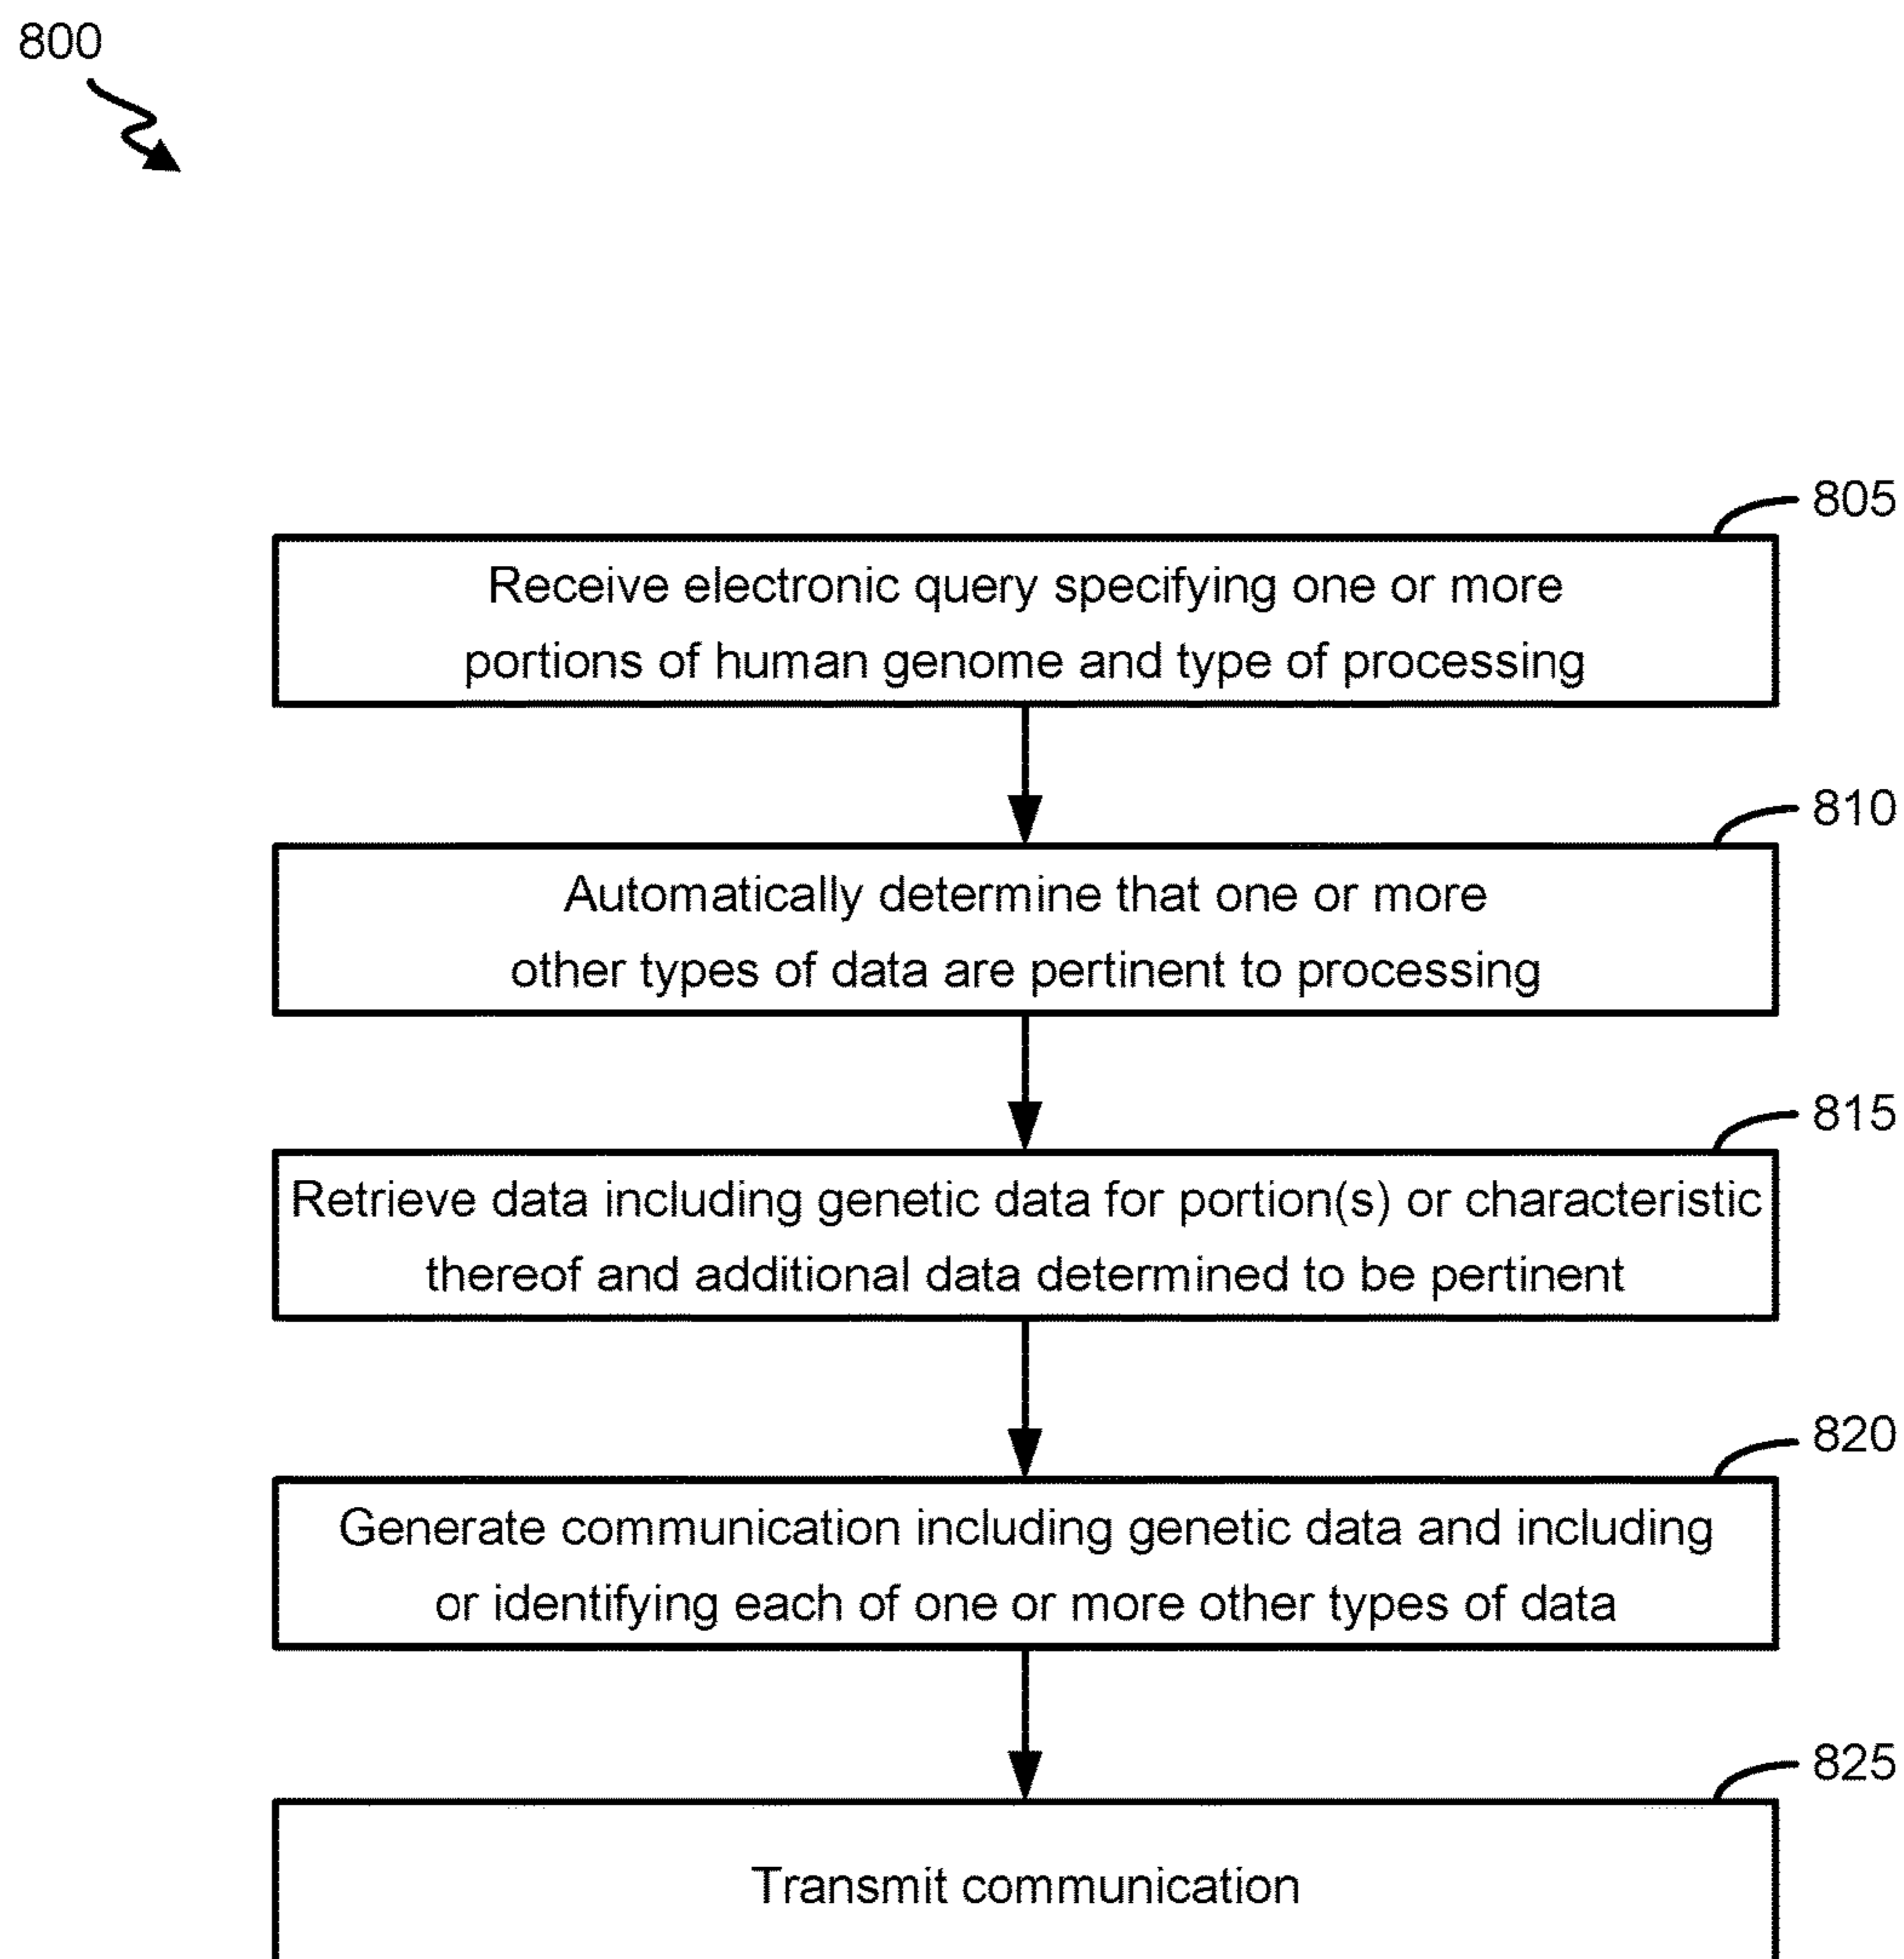 800
805
Receive electronic query specifying one or more
portions of human genome and type of processing
810
Automatically determine that one or more
other types of data are pertinent to processing
815
Retrieve data including genetic data for portion(s) or characteristic
thereof and additional data determined to be pertinent
820
Generate communication including genetic data and including
or identifying each of one or more other types of data
825
Transmit communication